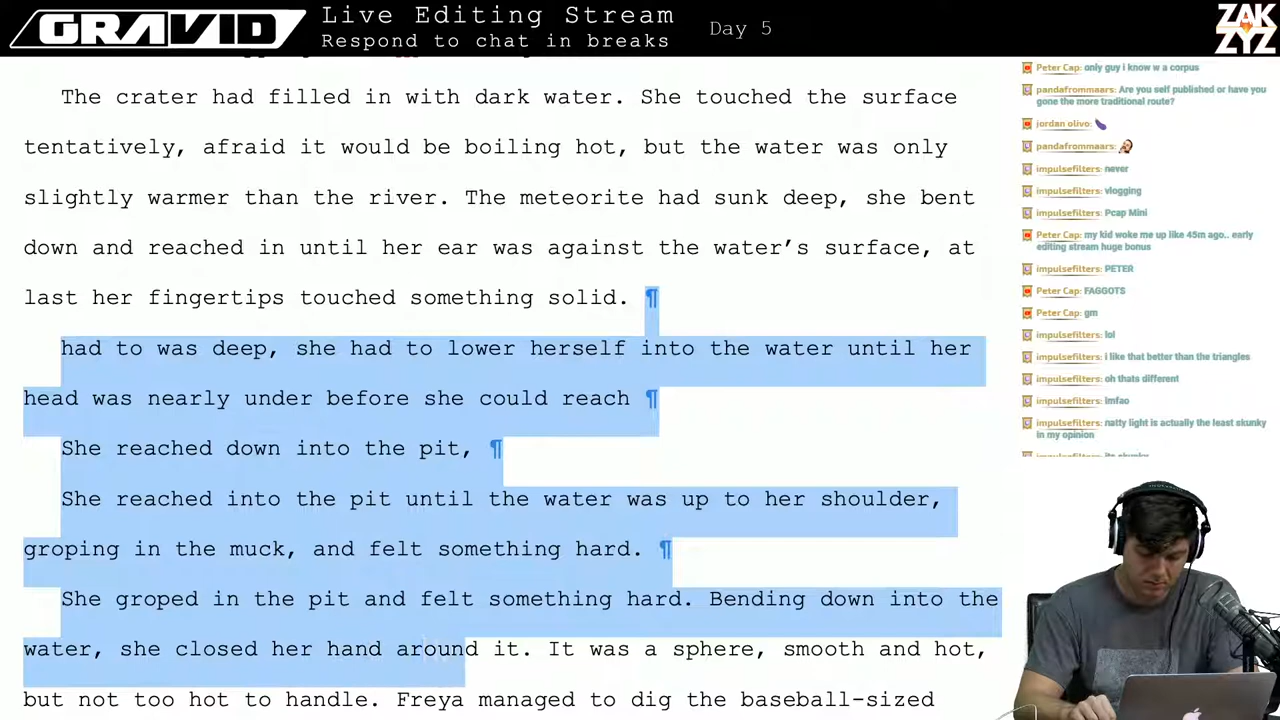 GRAVID
Live Editing Stream
Respond to chat in breaks
Day 5
ZAK
ZYZ
The crater had filled in with dark water. She touched the surface
tentatively, afraid it would be boiling hot, but the water was only
slightly warmer than the river. The meteorite had sunk deep, she bent
down and reached in until her ear was against the water’s surface, at
last her fingertips touched something solid. ¶
had to was deep, she had to lower herself into the water until her
head was nearly under before she could reach ¶
She reached down into the pit, ¶
She reached into the pit until the water was up to her shoulder,
groping in the muck, and felt something hard. ¶
She groped in the pit and felt something hard. Bending down into the
water, she closed her hand around it. It was a sphere, smooth and hot,
but not too hot to handle. Freya managed to dig the baseball-sized
Peter Cap: only guy i know w a corpus
pandafrommaars: Are you self published or have you
gone the more traditional route?
jordan olivo: 🍆
pandafrommaars:
impulsefilters: never
impulsefilters: vlogging
impulsefilters: Pcap Mini
Peter Cap: my kid woke me up like 45m ago.. early
editing stream huge bonus
impulsefilters: PETER
Peter Cap: FAGGOTS
Peter Cap: gm
impulsefilters: lol
impulsefilters: i like that better than the triangles
impulsefilters: oh thats different
impulsefilters: lmfao
impulsefilters: natty light is actually the least skunky
in my opinion